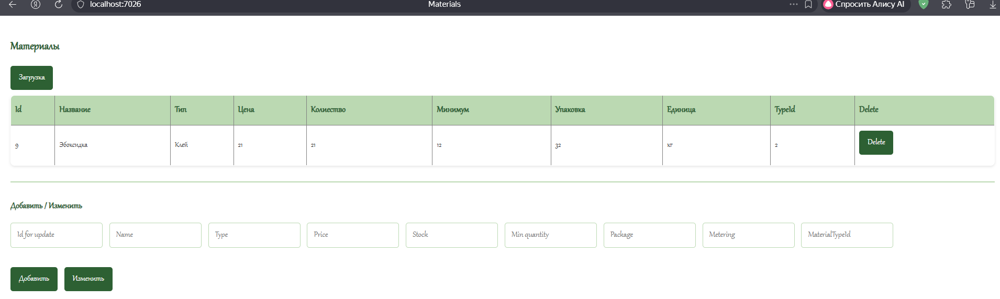 localhost:7026 Materials Спросить Алису AI
Материалы
Загрузка
Id Название Тип Цена Колиество Минимум Упаковка Единица TypeId Delete
9 Эбоксидка Клей 21 21 12 32 кг 2 Delete
Добавить / Изменить
Id for update Name Type Price Stock Min quantity Package Metering MaterialTypeId
Добавить Изменить